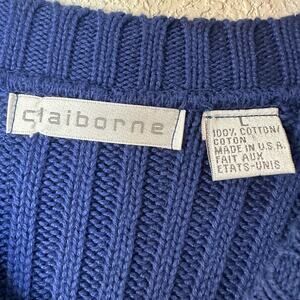 claiborne
L
100% COTTON/
COTON
MADE IN U.S.A.
FAIT AUX
ETATS-UNIS